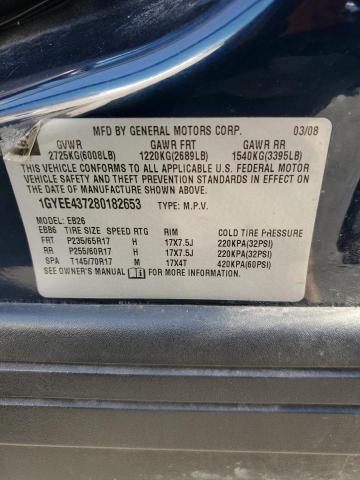 MFD BY GENERAL MOTORS CORP. 03/08
GVWR GAWR FRT GAWR RR
2725KG(6008LB) 1220KG(2689LB) 1540KG(3395LB)
THIS VEHICLE CONFORMS TO ALL APPLICABLE U.S. FEDERAL MOTOR
VEHICLE SAFETY AND THEFT PREVENTION STANDARDS IN EFFECT ON
THE DATE OF MANUFACTURE SHOWN ABOVE.
1GYEE437280182653 TYPE: M.P.V.
MODEL: EB26
EB86 TIRE SIZE SPEED RTG RIM COLD TIRE PRESSURE
FRT P235/65R17 H 17X7.5J 220KPA(32PSI)
RR P255/60R17 H 17X7.5J 220KPA(32PSI)
SPA T145/70R17 M 17X4T 420KPA(60PSI)
SEE OWNER'S MANUAL FOR MORE INFORMATION.